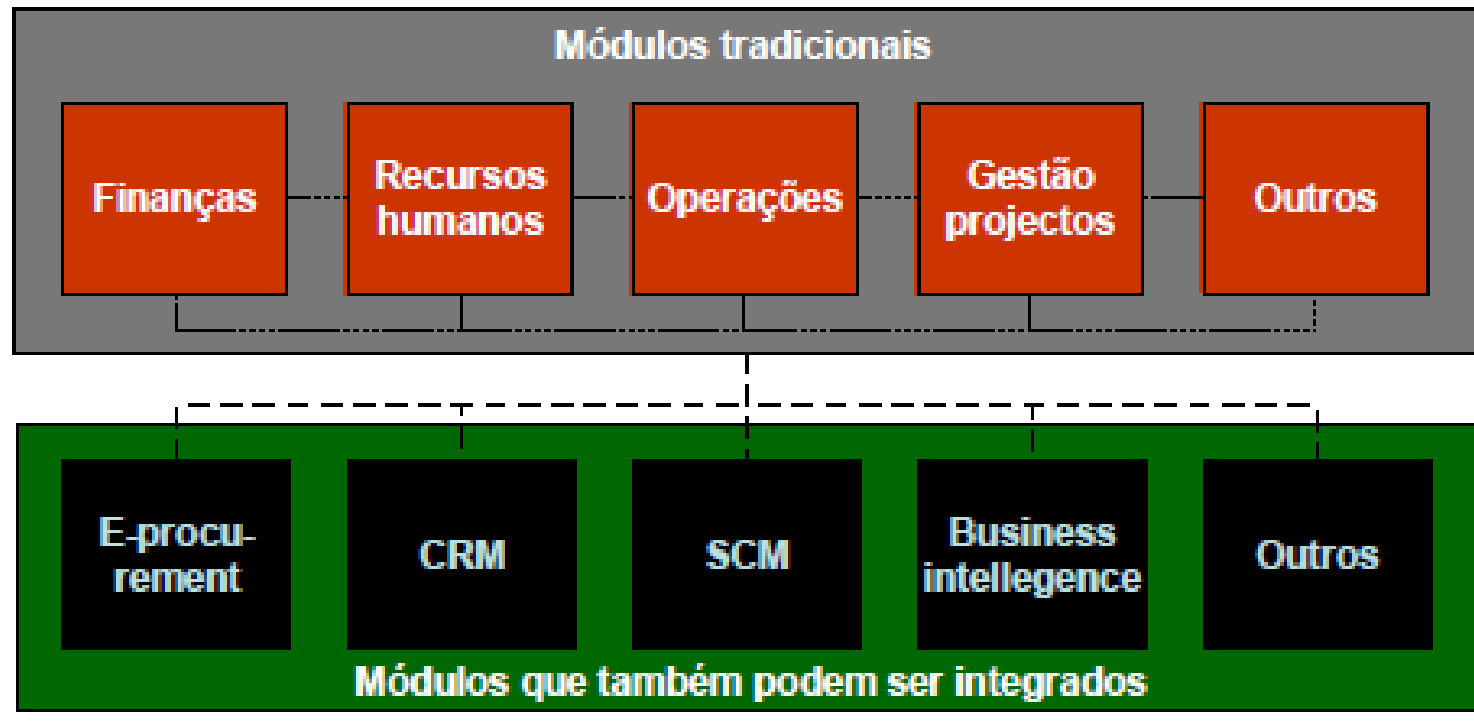 Módulos tradicionais
Finanças
Recursos
humanos
Operações
Gestão
projectos
Outros
E-procu-
rement
CRM
SCM
Business
intellegence
Outros
Módulos que também podem ser integrados